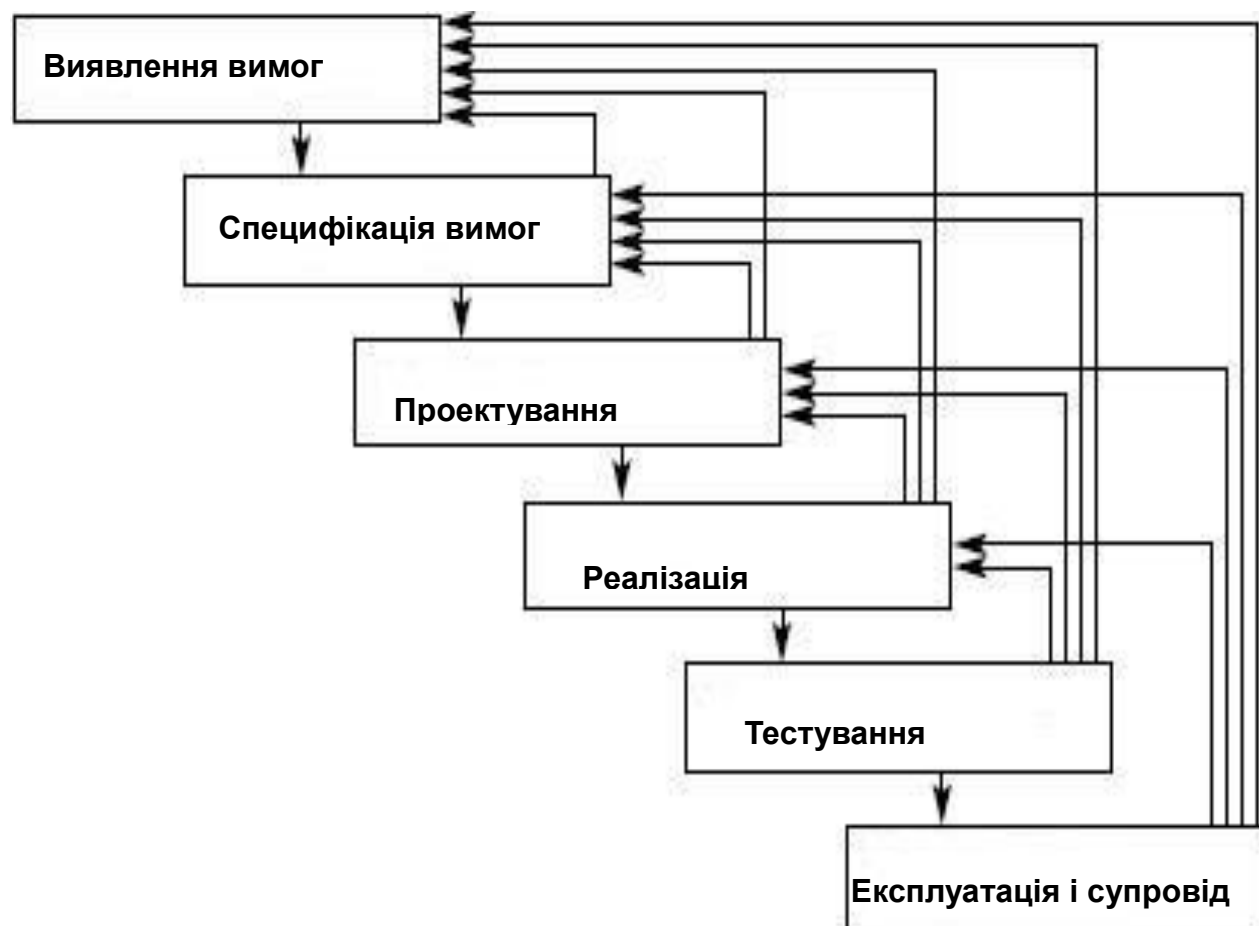 Виявлення вимог
Специфікація вимог
Проектування
Реалізація
Тестування
Експлуатація і супровід